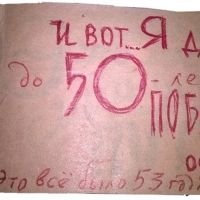 И ВОТ...Я
до 50-ле
ПОБ
это всё было 53 год